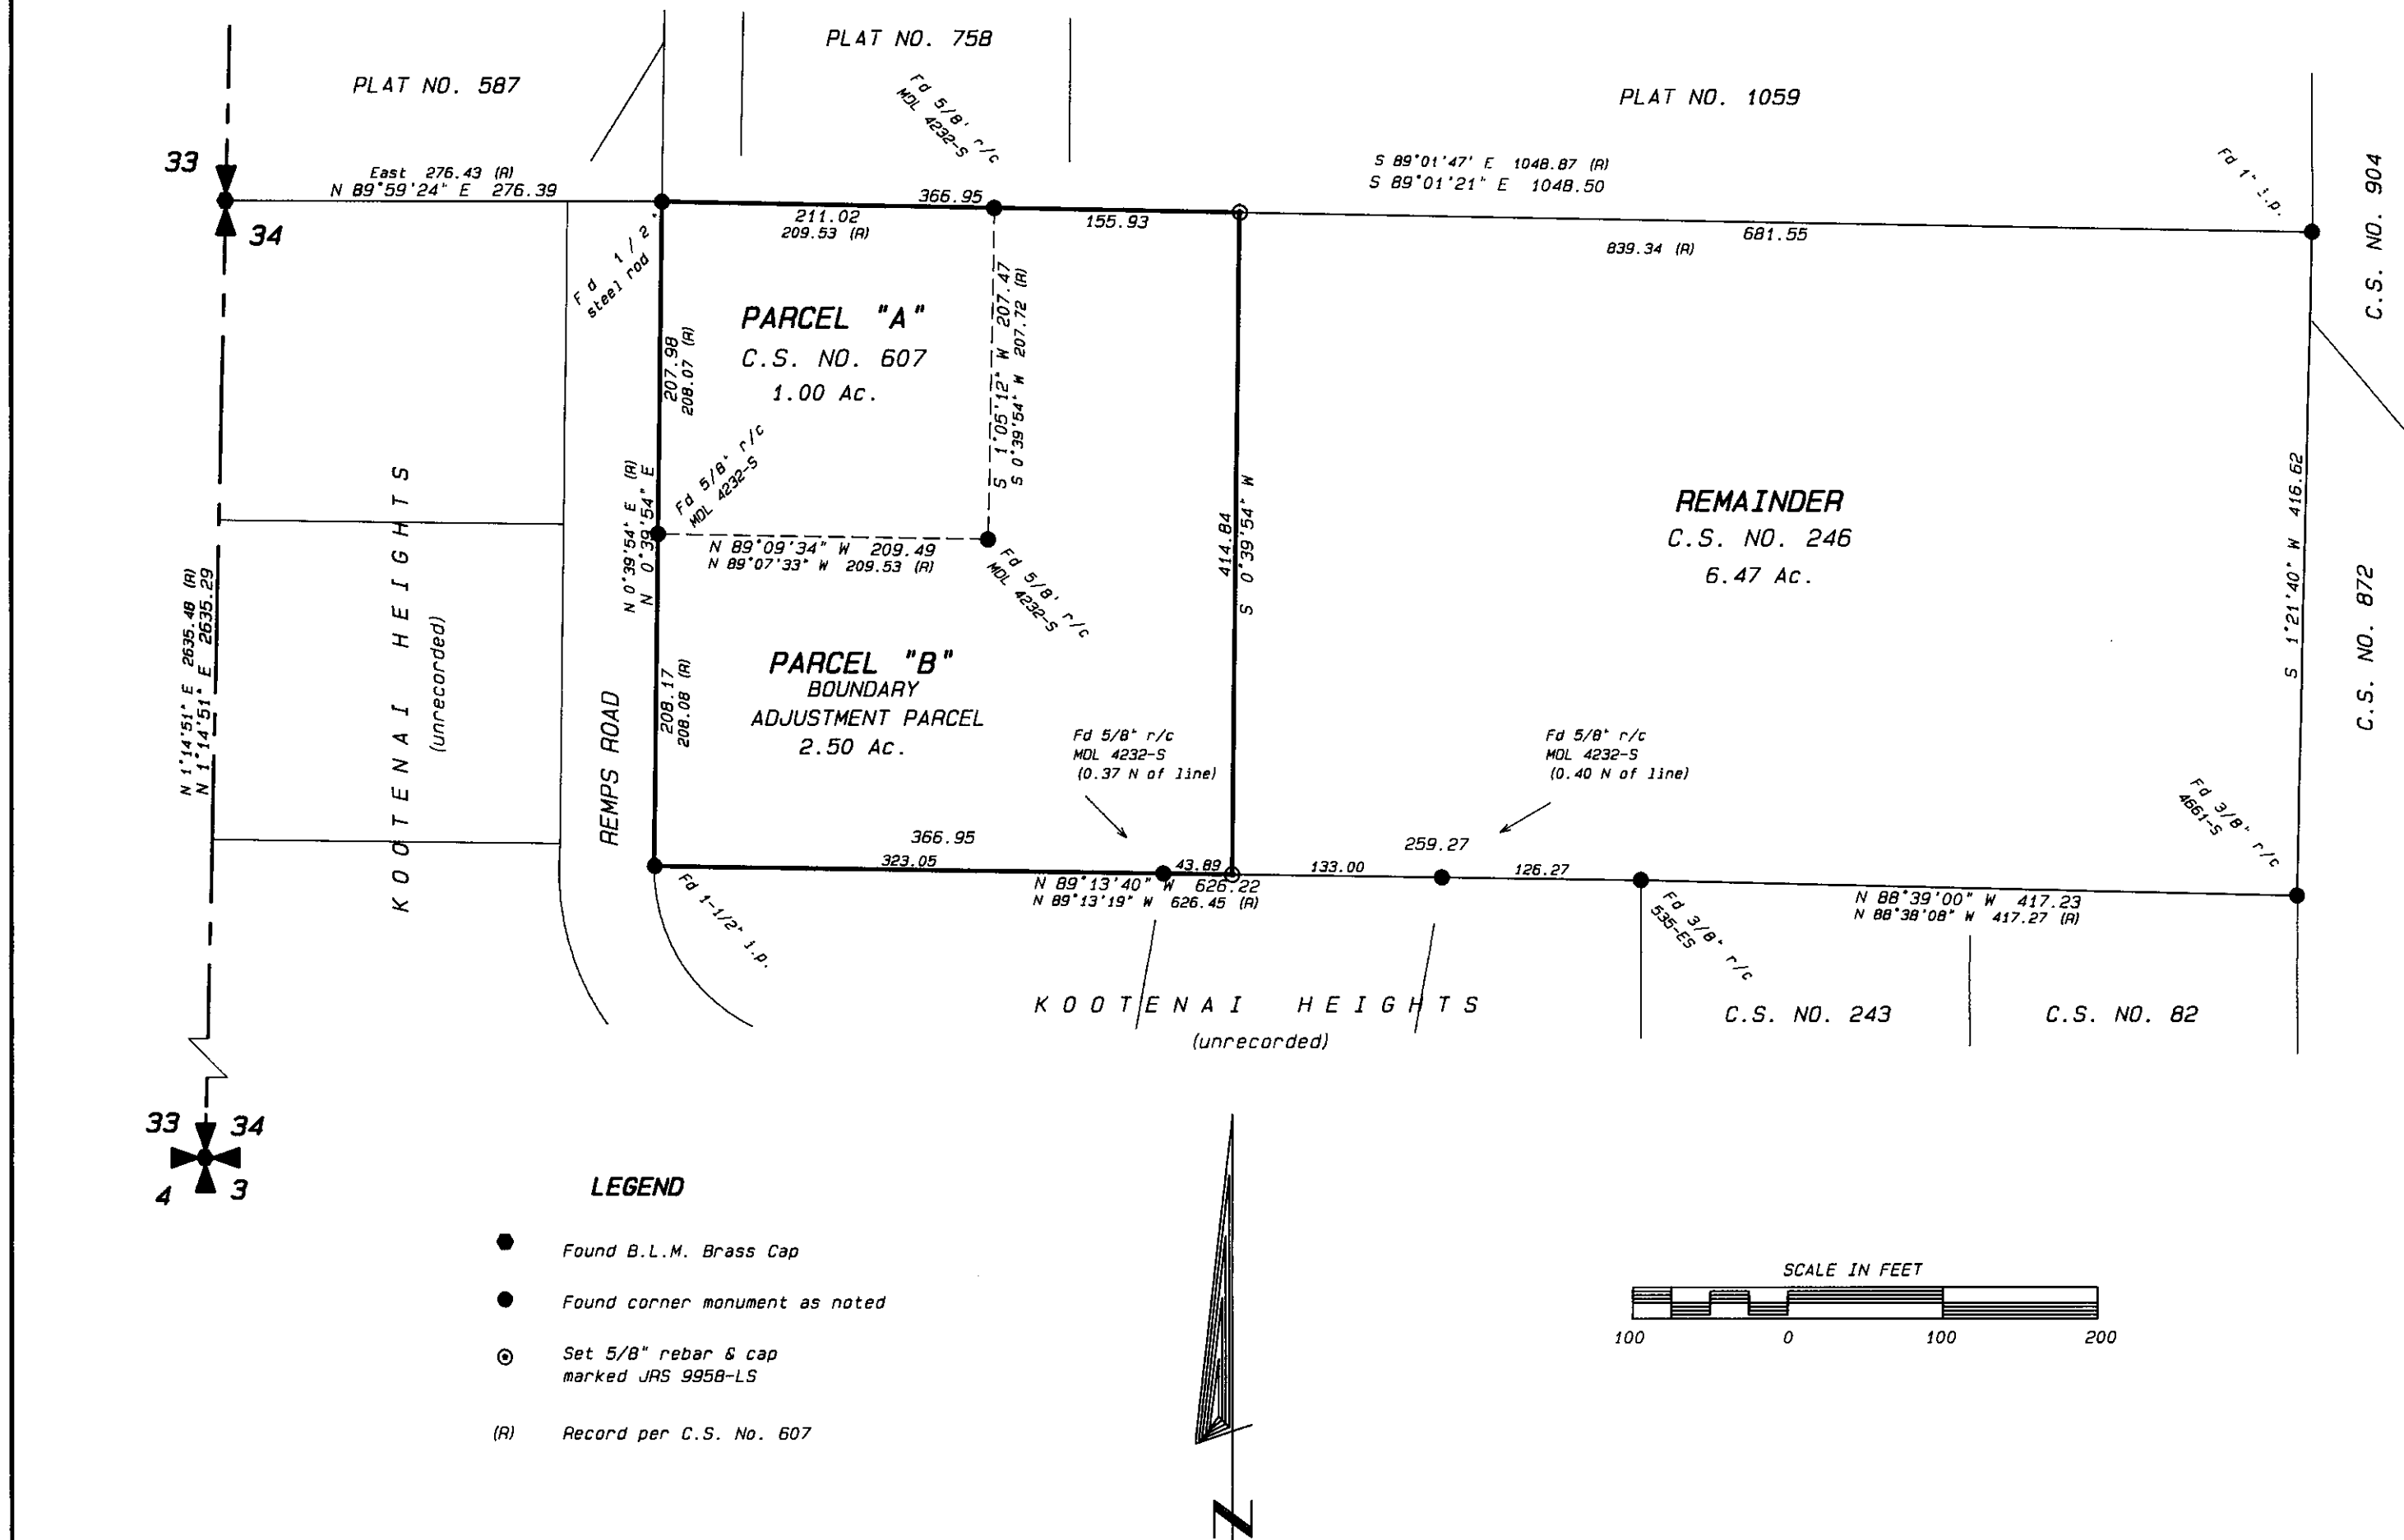 PLAT NO. 587
PLAT NO. 758
PLAT NO. 1059
Fd 5/8' r/c
MDL 4232-S
33
34
East 276.43 (R)
N 89°59'24" E 276.39
366.95
211.02
209.53 (R)
155.93
S 89°01'47' E 1048.87 (R)
S 89°01'21" E 1048.50
681.55
839.34 (R)
Fd 1" i.p.
C.S. NO. 904
Fd 1/2"
steel rod
PARCEL "A"
C.S. NO. 607
1.00 Ac.
207.98
208.07 (R)
S 1°05'12" W 207.47
S 0°39'54" W 207.72 (R)
Fd 5/8" r/c
MDL 4232-S
N 0°39'54" E (R)
N 0°39'54" E
N 89°09'34" W 209.49
N 89°07'33" W 209.53 (R)
Fd 5/8' r/c
MDL 4232-S
414.84
S 0°39'54" W
REMAINDER
C.S. NO. 246
6.47 Ac.
S 1°21'40" W 416.62
C.S. NO. 872
N 1°14'51" E 2635.48 (R)
N 1°14'51" E 2635.29
KOOTENAI HEIGHTS
(unrecorded)
REMPS ROAD
PARCEL "B"
BOUNDARY
ADJUSTMENT PARCEL
2.50 Ac.
208.17
208.08 (R)
Fd 5/8" r/c
MDL 4232-S
(0.37 N of line)
Fd 5/8" r/c
MDL 4232-S
(0.40 N of line)
Fd 3/8" r/c
4661-S
366.95
323.05
43.89
259.27
133.00
126.27
N 89°13'40" W 626.22
N 89°13'19" W 626.45 (R)
Fd 1-1/2" i.p.
Fd 3/8" r/c
535-ES
N 88°39'00" W 417.23
N 88°38'08" W 417.27 (R)
KOOTENAI HEIGHTS
(unrecorded)
C.S. NO. 243
C.S. NO. 82
33
34
4
3
LEGEND
Found B.L.M. Brass Cap
Found corner monument as noted
Set 5/8" rebar & cap
marked JRS 9958-LS
(R) Record per C.S. No. 607
SCALE IN FEET
100 0 100 200
N